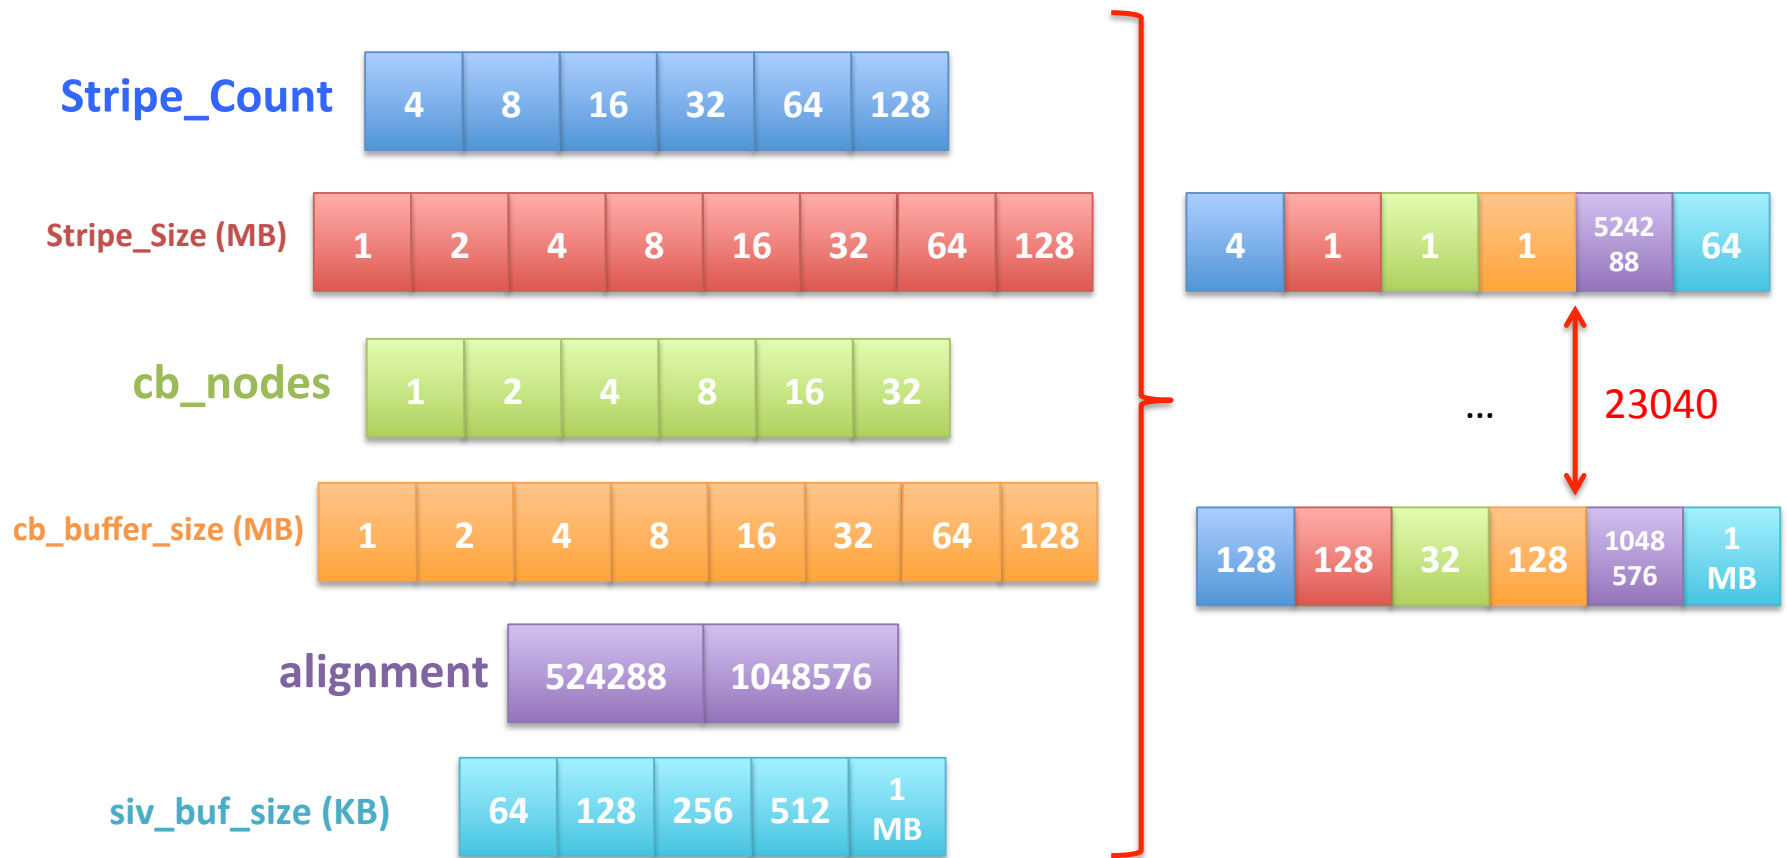 Stripe_Count
4 8 16 32 64 128
Stripe_Size (MB)
1 2 4 8 16 32 64 128
cb_nodes
1 2 4 8 16 32
cb_buffer_size (MB)
1 2 4 8 16 32 64 128
alignment
524288 1048576
siv_buf_size (KB)
64 128 256 512 1
MB
4 1 1 1 5242
88 64
...
23040
128 128 32 128 1048
576 1
MB